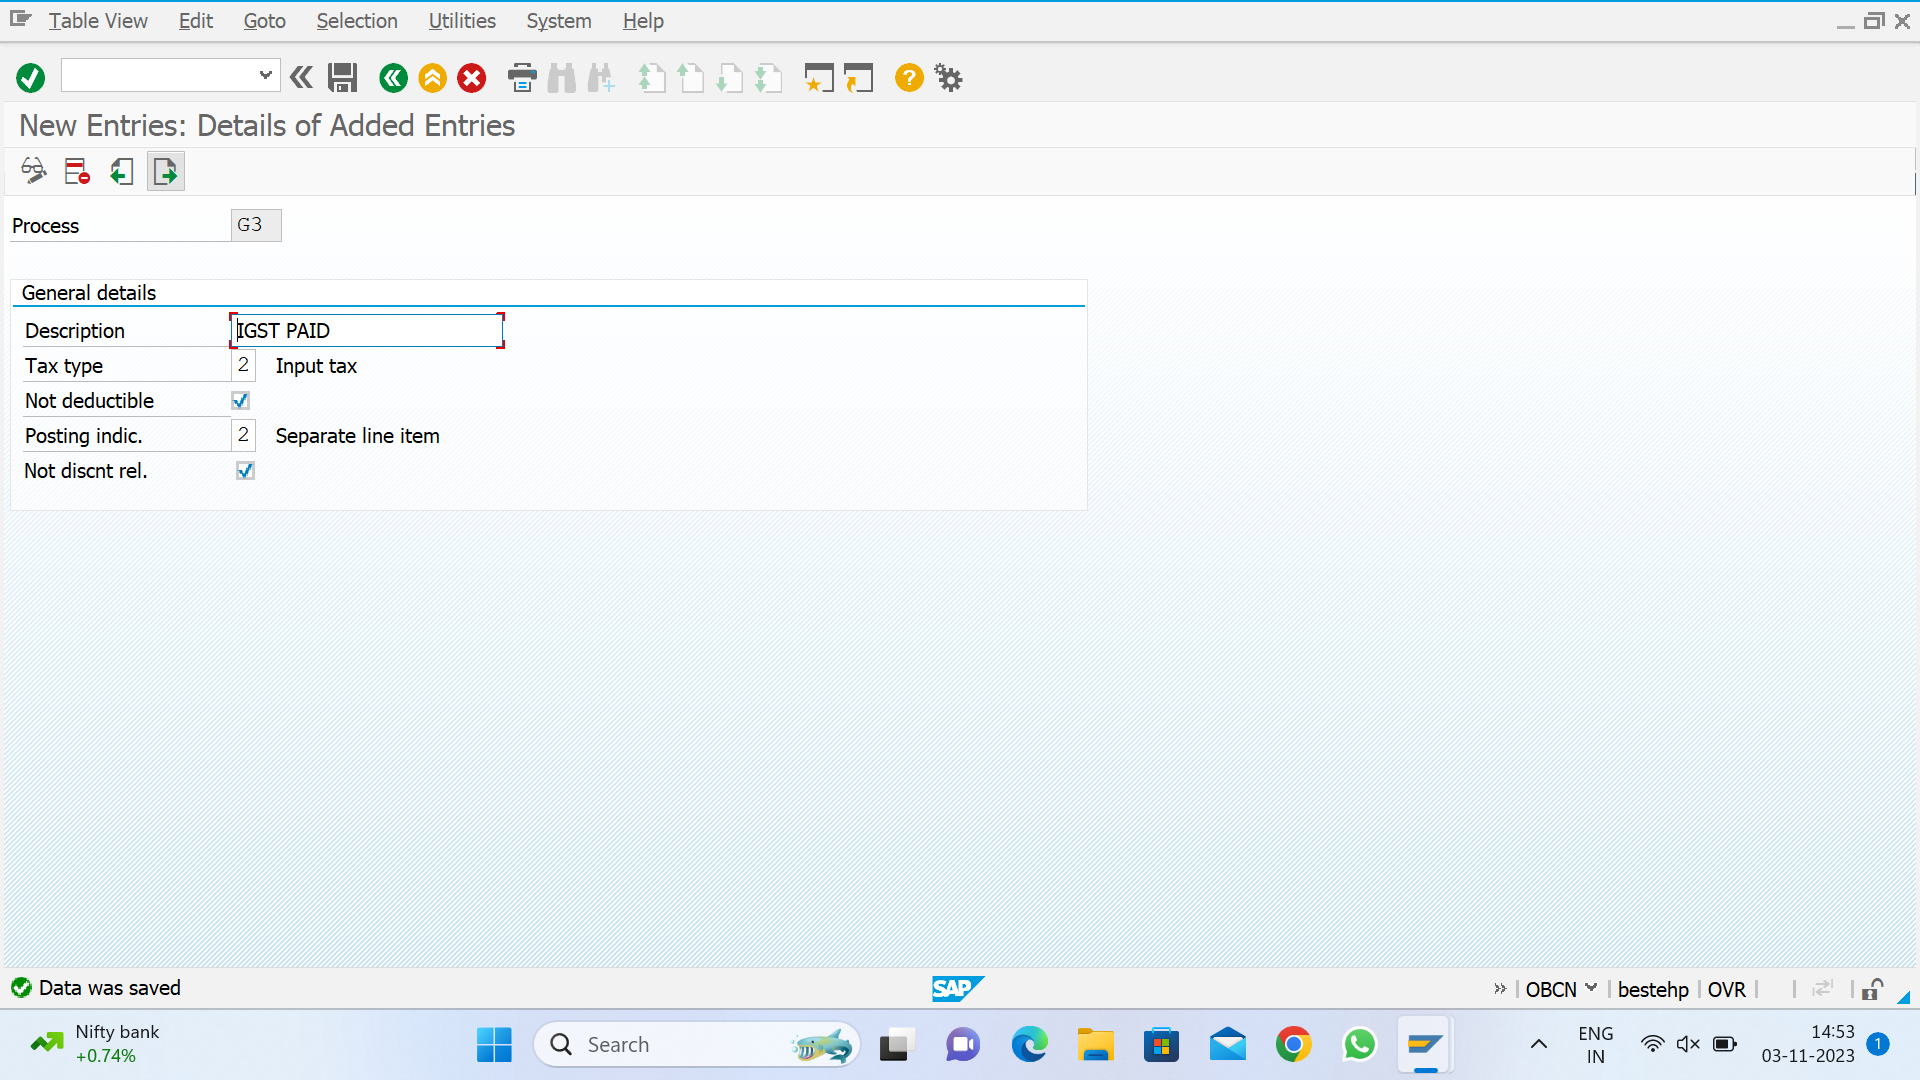 Table View Edit Goto Selection Utilities System Help
New Entries: Details of Added Entries
Process G3
General details
Description IGST PAID
Tax type 2 Input tax
Not deductible
Posting indic. 2 Separate line item
Not discnt rel.
Data was saved SAP OBCN bestehp OVR
Nifty bank
+0.74%
Search
ENG
IN
14:53
03-11-2023
1